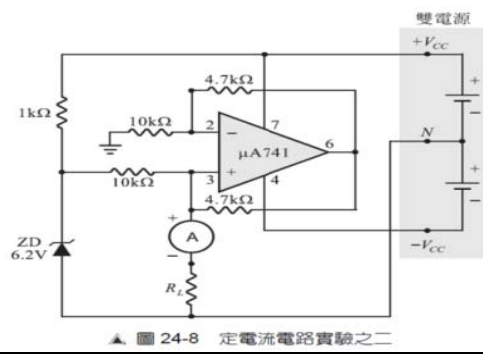 雙電源
+VCC
4.7kΩ
1kΩ
10kΩ
2
−
7
μA741
6
N
10kΩ
3
+
4
4.7kΩ
+
A
−
ZD
6.2V
RL
−VCC
+
−
+
−
▲ 圖 24-8 定電流電路實驗之二